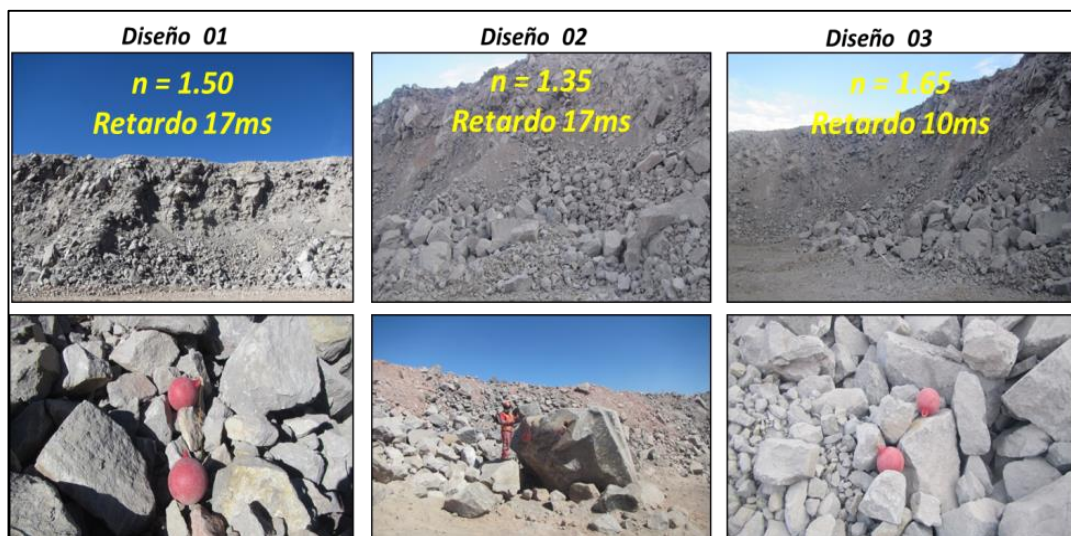 Diseño 01
Diseño 02
Diseño 03
n = 1.50
Retardo 17ms
n = 1.35
Retardo 17ms
n = 1.65
Retardo 10ms